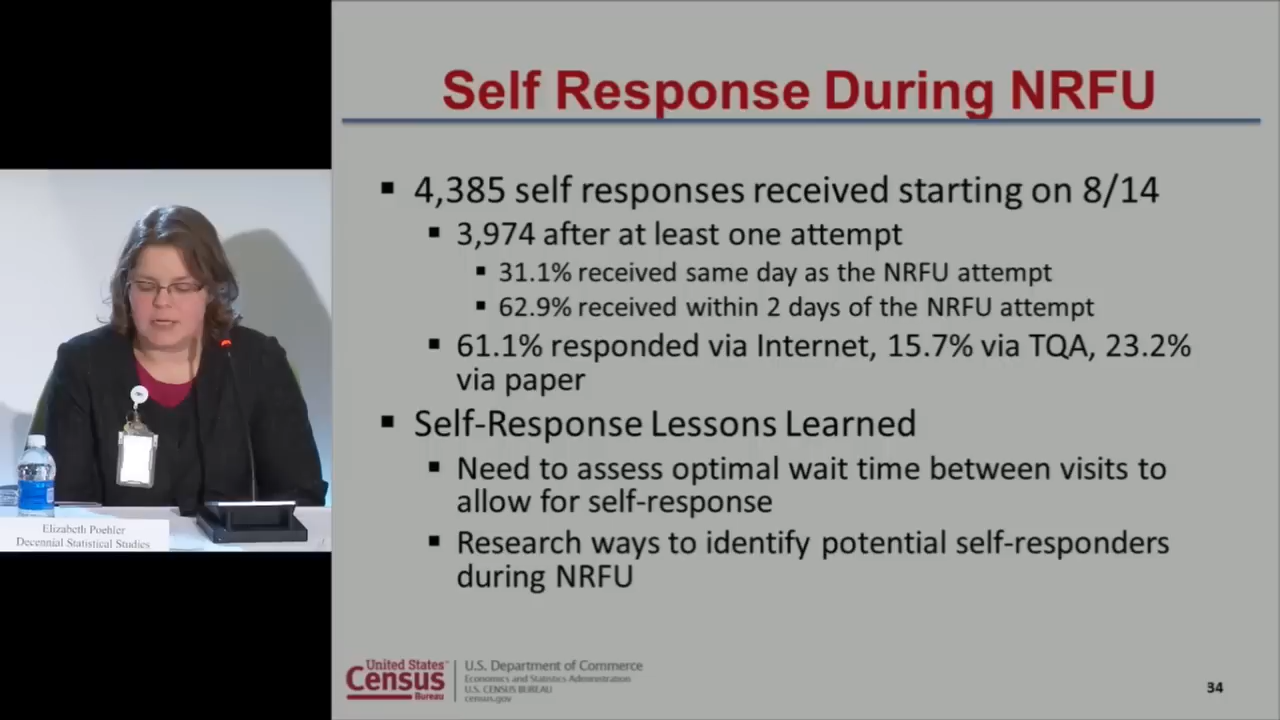 Self Response During NRFU
4,385 self responses received starting on 8/14
3,974 after at least one attempt
31.1% received same day as the NRFU attempt
62.9% received within 2 days of the NRFU attempt
61.1% responded via Internet, 15.7% via TQA, 23.2%
via paper
Self-Response Lessons Learned
Need to assess optimal wait time between visits to
allow for self-response
Research ways to identify potential self-responders
during NRFU
Elizabeth Poehler
Decennial Statistical Studies
United States
Census
Bureau
U.S. Department of Commerce
Economics and Statistics Administration
U.S. CENSUS BUREAU
census.gov
34